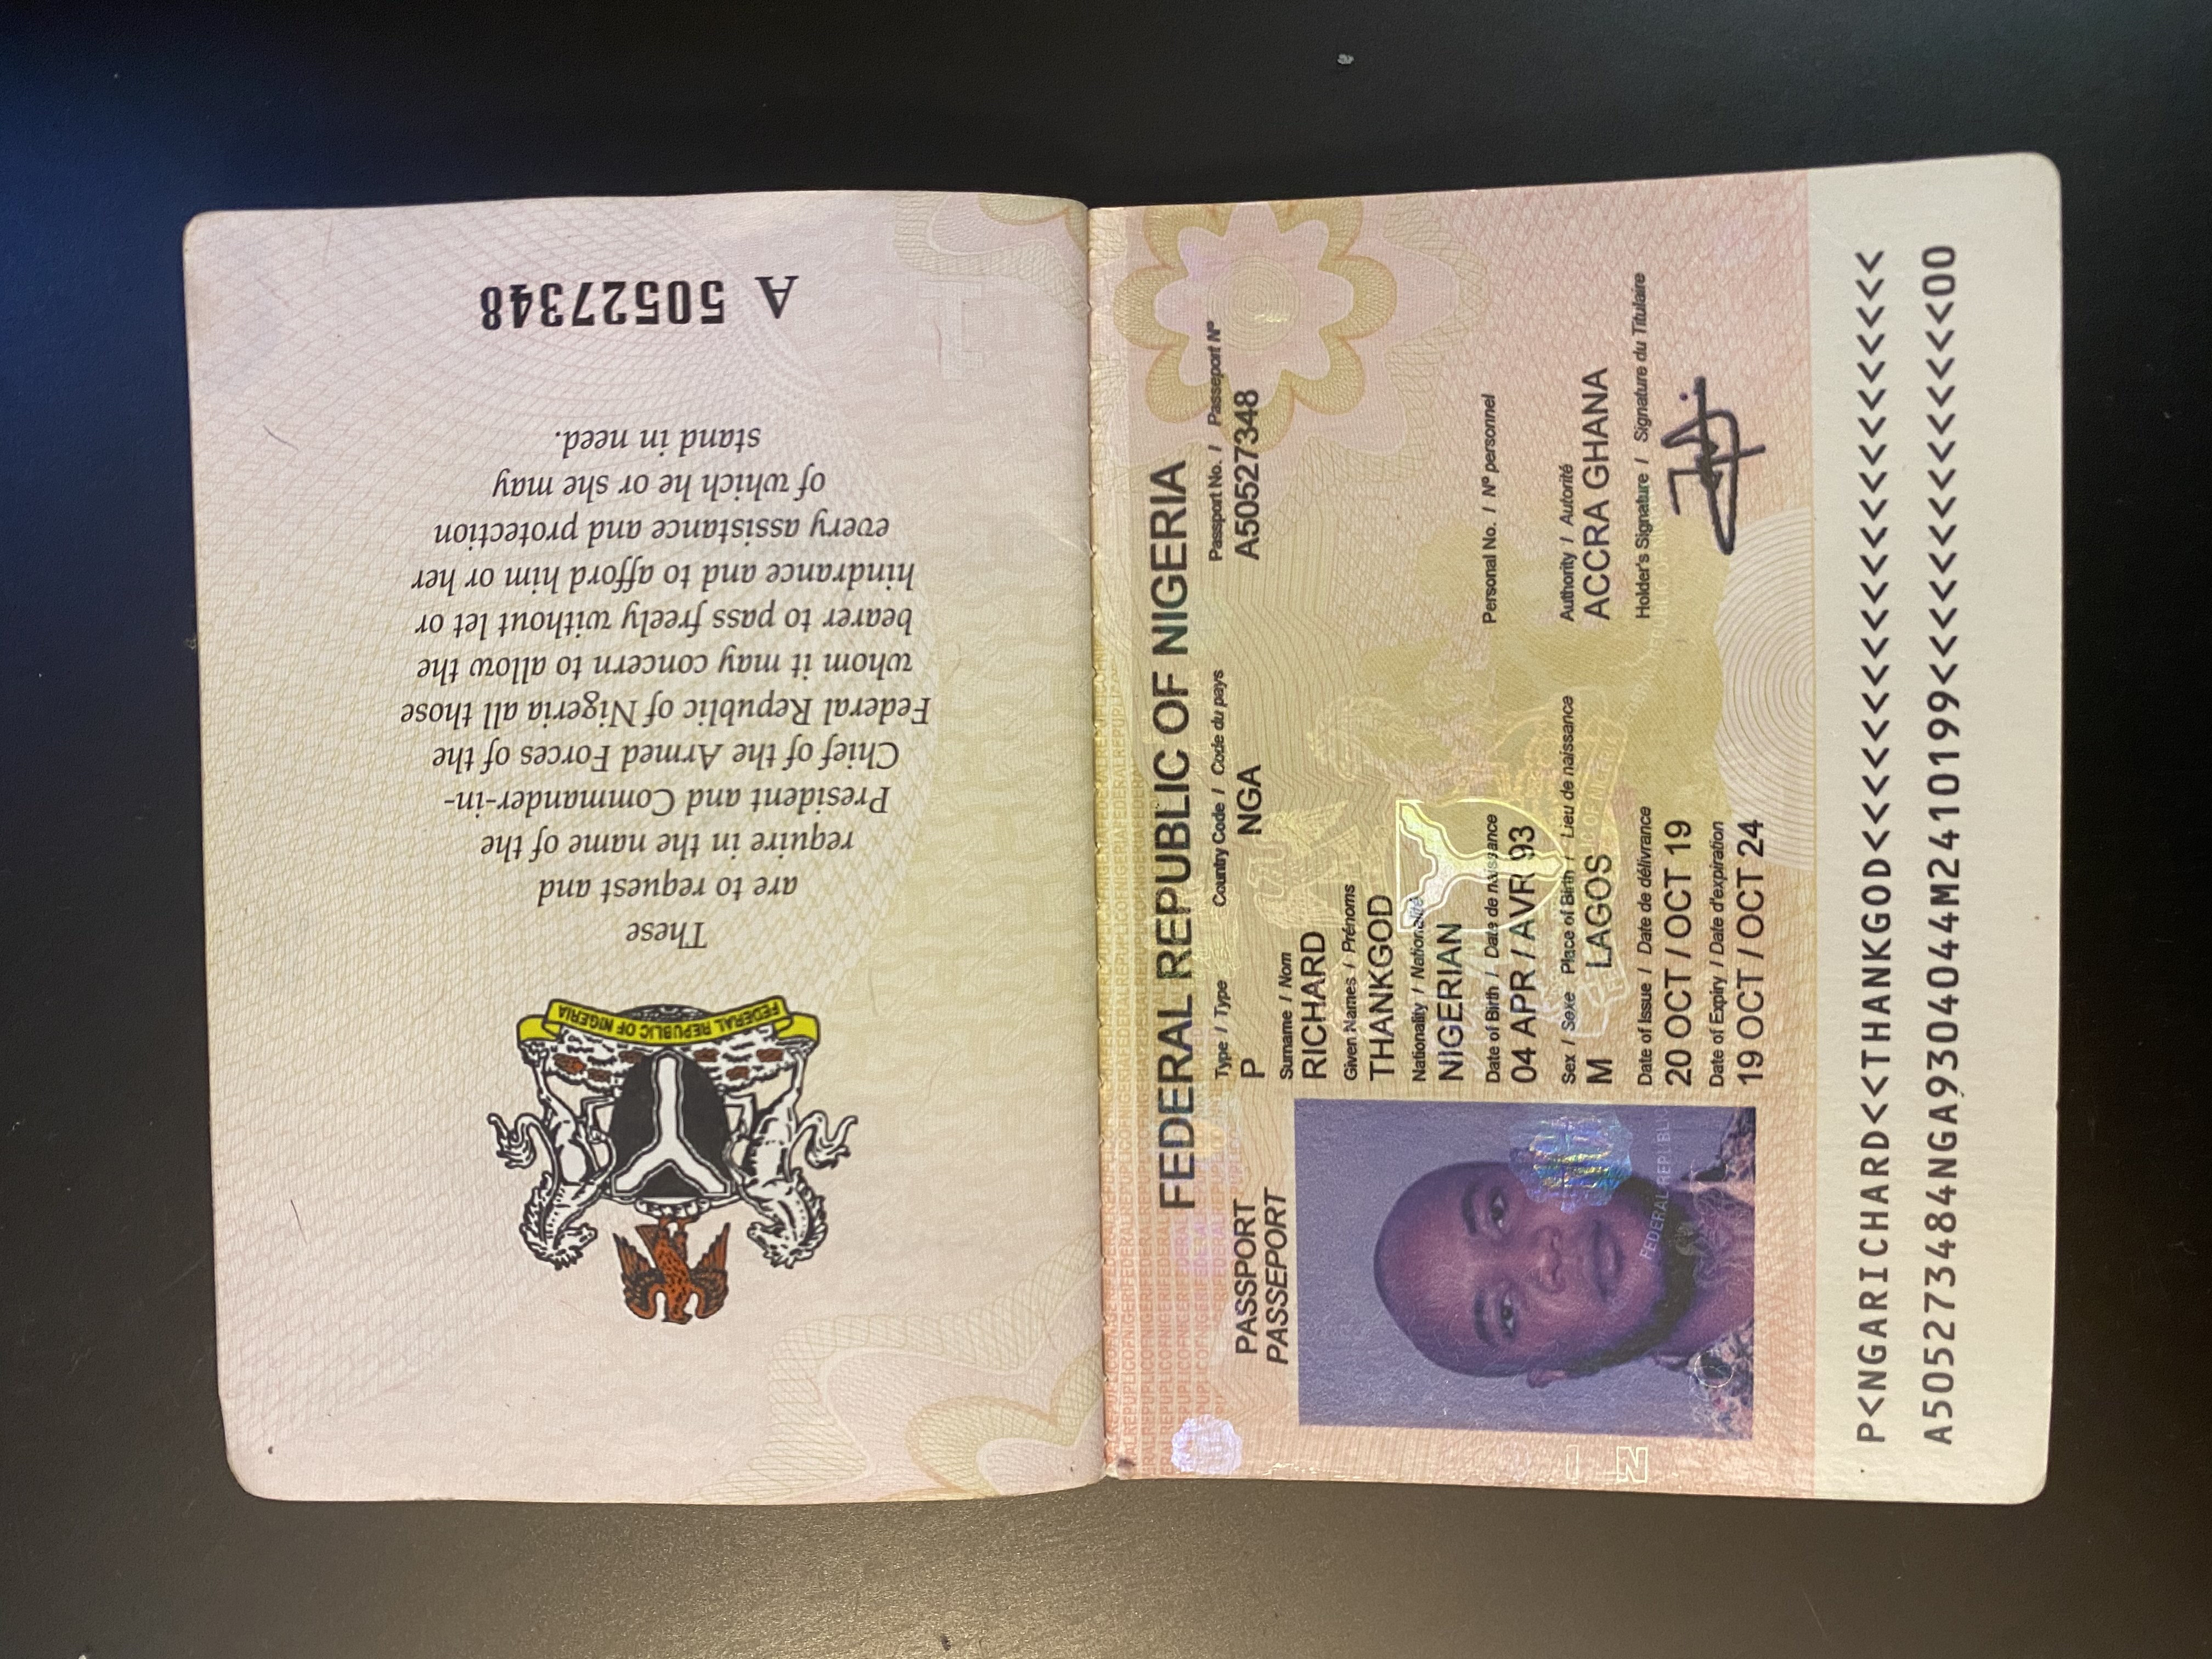 FEDERAL REPUBLIC OF NIGERIA
These
are to request and
require in the name of the
President and Commander-in-
Chief of the Armed Forces of the
Federal Republic of Nigeria all those
whom it may concern to allow the
bearer to pass freely without let or
hindrance and to afford him or her
every assistance and protection
of which he or she may
stand in need.
A 50527348
FEDERAL REPUBLIC OF NIGERIA
PASSPORT
PASSEPORT
Type / Type Country Code / Code du pays Passport No. / Passeport Nº
P NGA A50527348
Surname / Nom
RICHARD
Given Names / Prénoms
THANKGOD
Nationality / Nationalité
NIGERIAN
Date of Birth / Date de naissance Personal No. / Nº personnel
04 APR / AVR 93
Sex / Sexe Place of Birth / Lieu de naissance Authority / Autorité
M LAGOS ACCRA GHANA
Date of Issue / Date de délivrance Holder's Signature / Signature du Titulaire
20 OCT / OCT 19
Date of Expiry / Date d'expiration
19 OCT / OCT 24
P<NGARICHARD<<THANKGOD<<<<<<<<<<<<<<<<<<<<<<
A505273484NGA9304044M2410199<<<<<<<<<<<<<<00